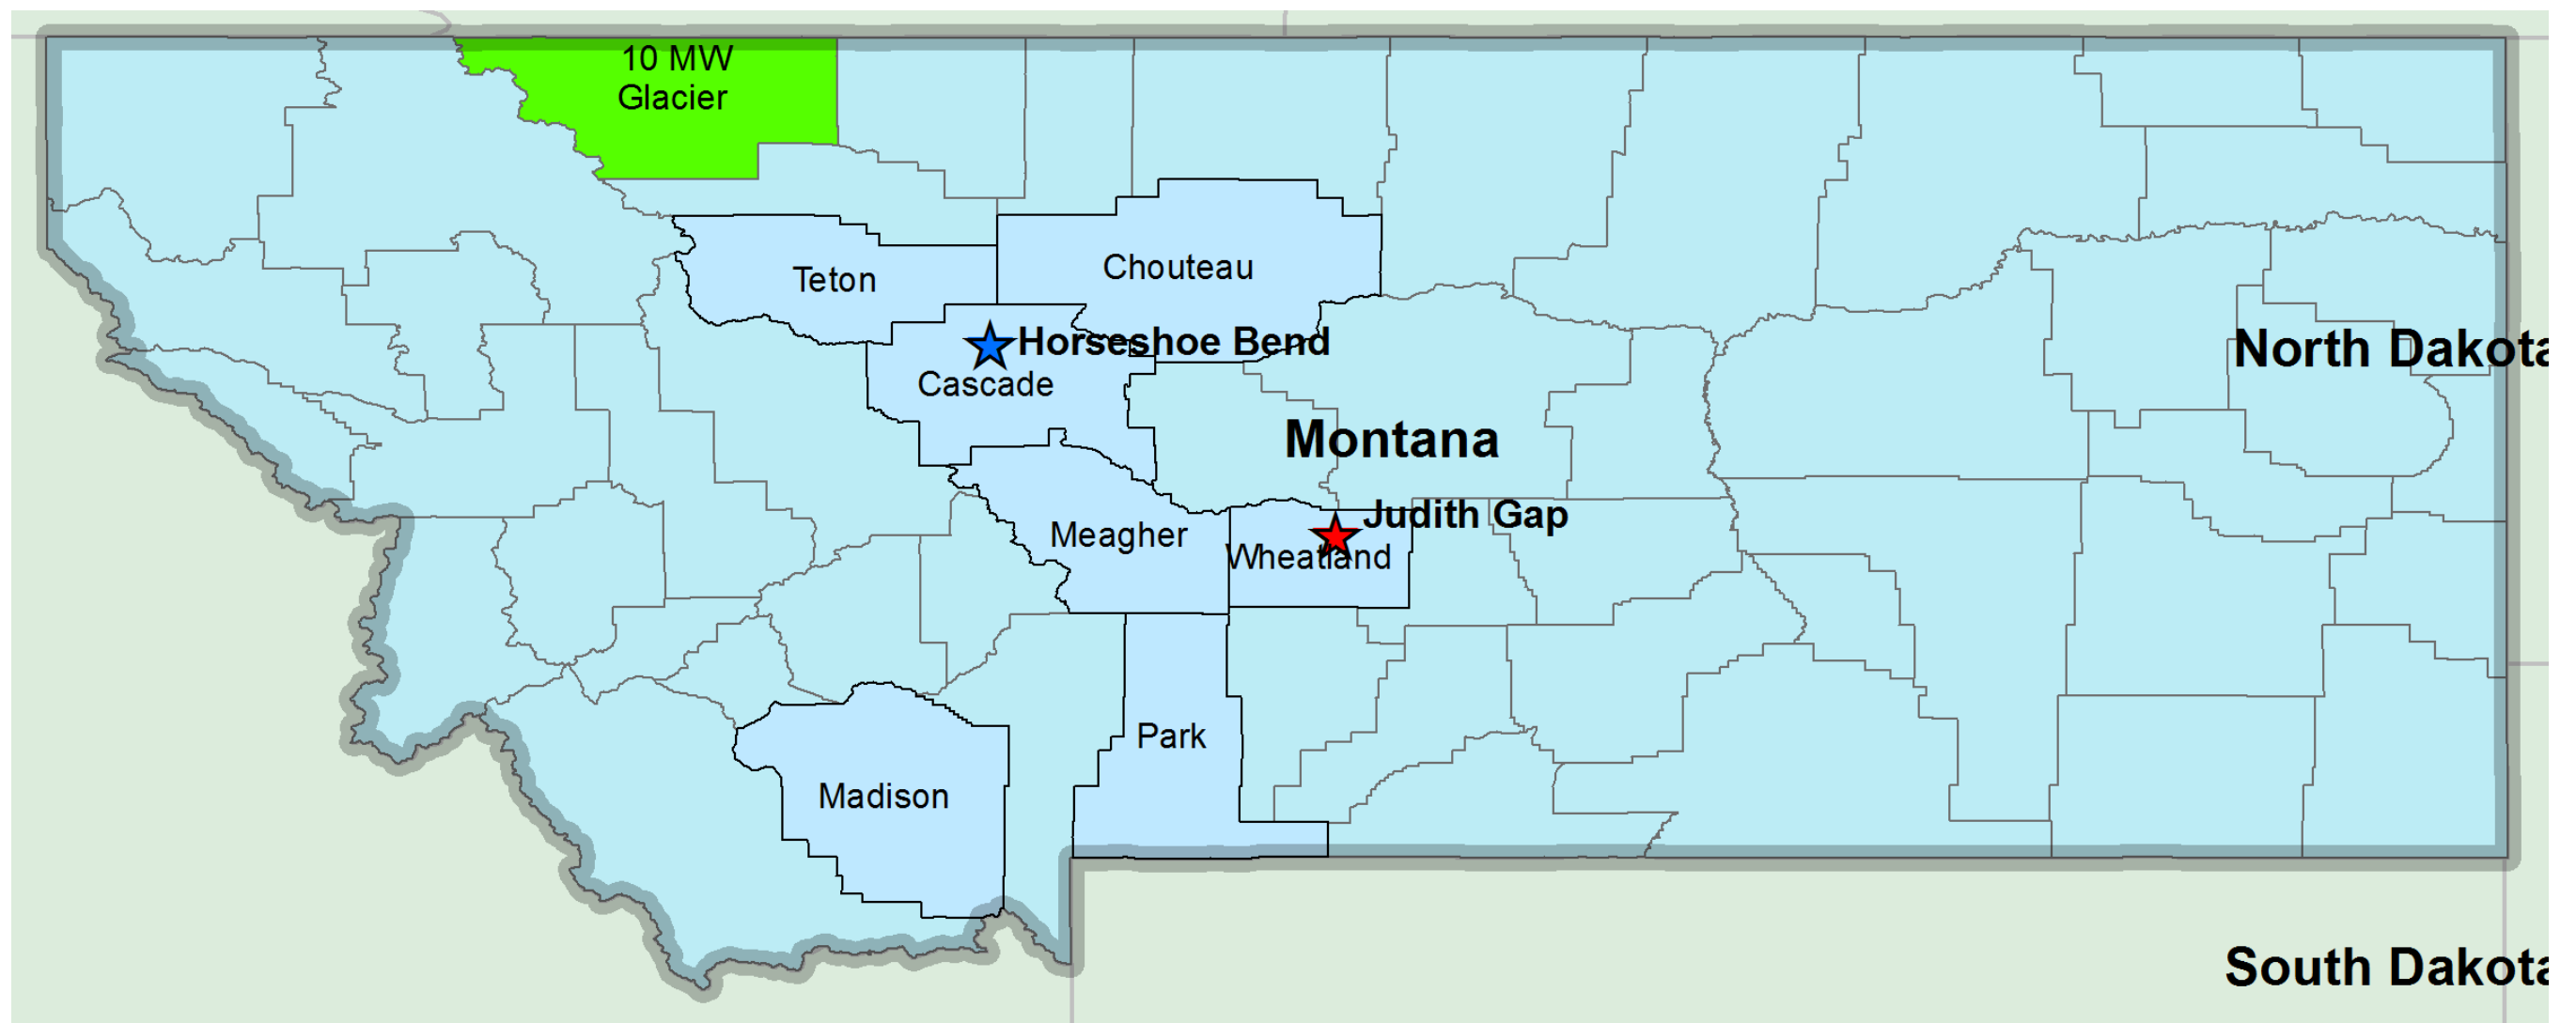 10 MW
Glacier
Teton
Chouteau
Horseshoe Bend
Cascade
North Dakota
Montana
Judith Gap
Meagher
Wheatland
Park
Madison
South Dakota